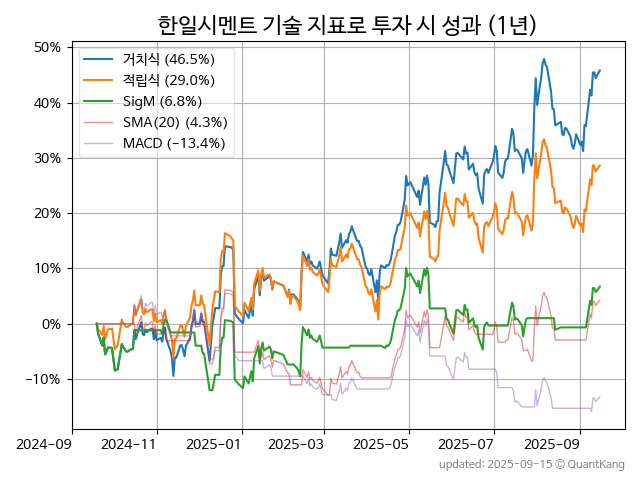 한일시멘트 기술 지표로 투자 시 성과 (1년)
50%
40%
30%
20%
10%
0%
−10%
거치식 (46.5%)
적립식 (29.0%)
SigM (6.8%)
SMA(20) (4.3%)
MACD (−13.4%)
2024-09
2024-11
2025-01
2025-03
2025-05
2025-07
2025-09
updated: 2025-09-15 ⓒ QuantKang